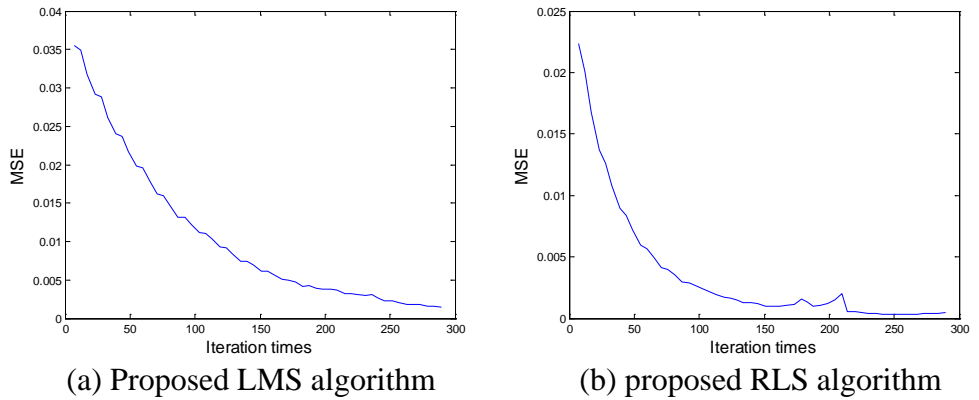 0.04
0.035
0.03
0.025
0.02
0.015
0.01
0.005
0
0 50 100 150 200 250 300
MSE
Iteration times
(a) Proposed LMS algorithm
0.025
0.02
0.015
0.01
0.005
0
0 50 100 150 200 250 300
MSE
Iteration times
(b) proposed RLS algorithm